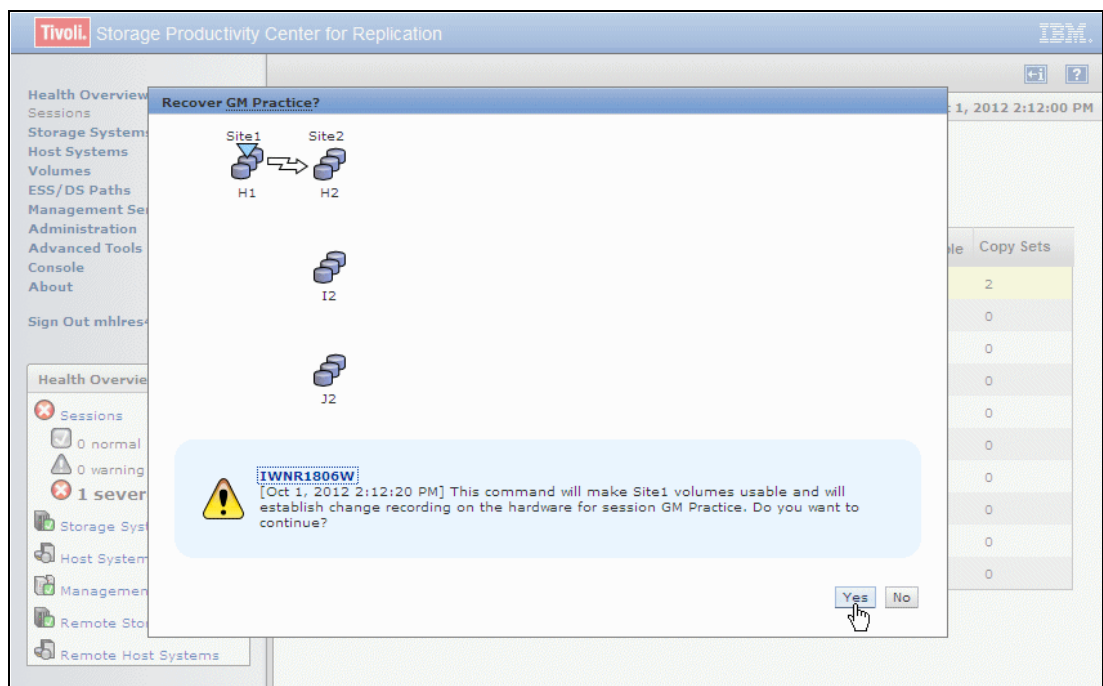 Tivoli. Storage Productivity Center for Replication
IBM.
Health Overview
Sessions
Storage Systems
Host Systems
Volumes
ESS/DS Paths
Management Se
Administration
Advanced Tools
Console
About
Sign Out mhlres
Health Overvie
Sessions
0 normal
0 warning
1 sever
Storage Syst
Host System
Managemen
Remote Sto
Remote Host Systems
1, 2012 2:12:00 PM
Copy Sets
2
0
0
0
0
0
0
0
0
0
Recover GM Practice?
Site1 Site2
H1 H2
I2
J2
IWNR1806W
[Oct 1, 2012 2:12:20 PM] This command will make Site1 volumes usable and will
establish change recording on the hardware for session GM Practice. Do you want to
continue?
Yes No